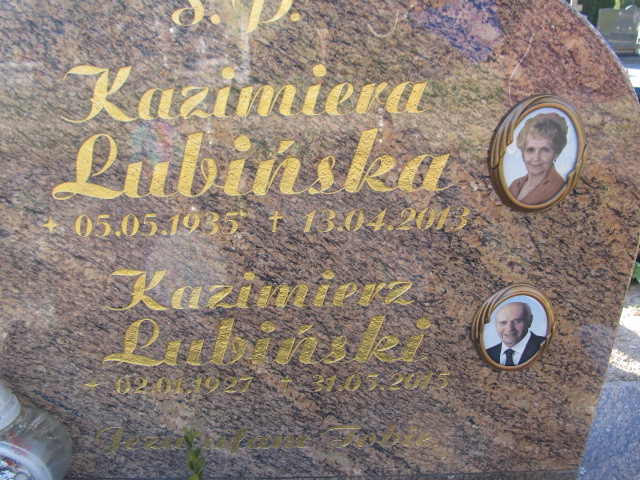 Ś. P.
Kazimiera
Lubińska
05.05.1935 † 13.04.2013
Kazimierz
Lubiński
02.01.1927 † 31.05.2015
Jezu ufam Tobie